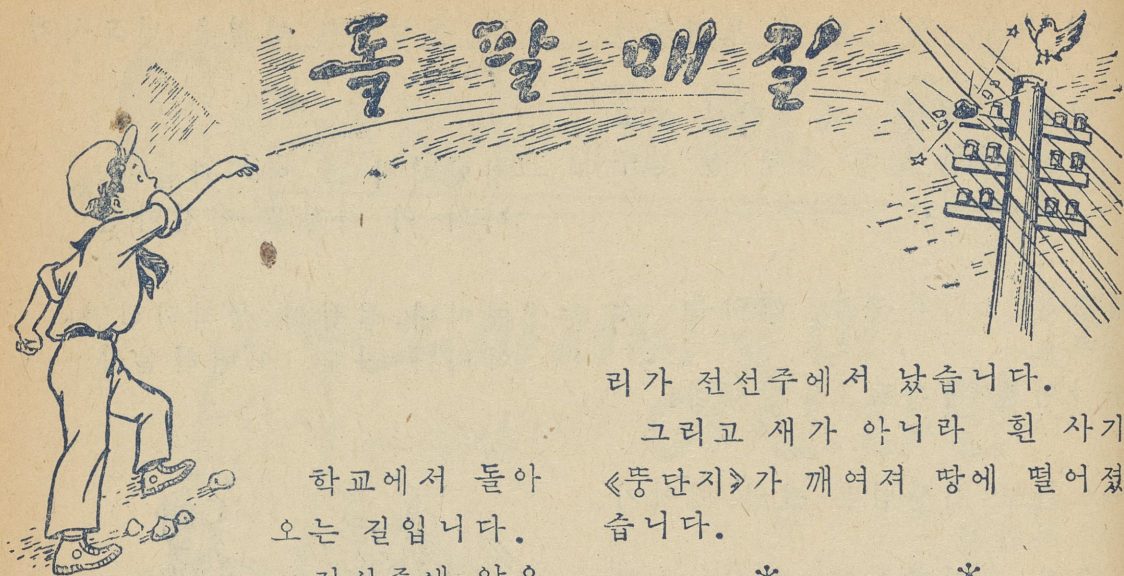 돌팔매질
학교에서 돌아
오는 길입니다.
리가 전선주에서 났습니다.
그리고 새가 아니라 흰 사기
《뚱단지》가 깨여져 땅에 떨어졌
습니다.